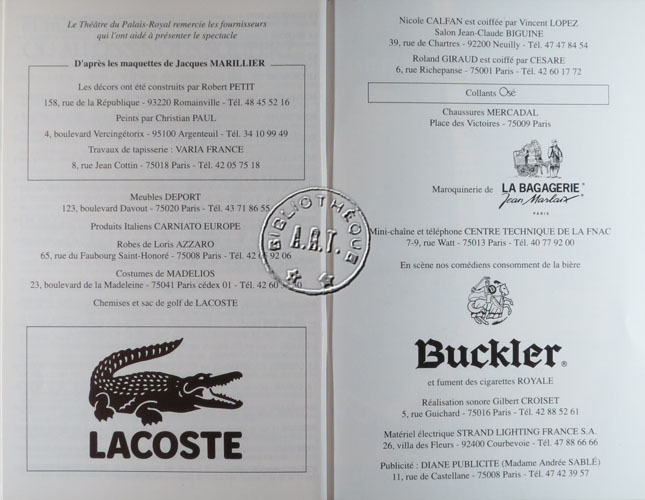 Le Théâtre du Palais-Royal remercie les fournisseurs
qui l'ont aidé à présenter le spectacle
D'après les maquettes de Jacques MARILLIER
Les décors ont été construits par Robert PETIT
158, rue de la République - 93220 Romainville - Tél. 48 45 52 16
Peints par Christian PAUL
4, boulevard Vercingétorix - 95100 Argenteuil - Tél. 34 10 99 49
Travaux de tapisserie : VARIA FRANCE
8, rue Jean Cottin - 75018 Paris - Tél. 42 05 75 18
Meubles DEPORT
123, boulevard Davout - 75020 Paris - Tél. 43 71 86 55
Produits Italiens CARNIATO EUROPE
Robes de Loris AZZARO
65, rue du Faubourg Saint-Honoré - 75008 Paris - Tél. 42 92 06
Costumes de MADELIOS
23, boulevard de la Madeleine - 75041 Paris cédex 01 - Tél. 42 60
Chemises et sac de golf de LACOSTE
LACOSTE
BIBLIOTHÈQUE
A.R.T.
Nicole CALFAN est coiffée par Vincent LOPEZ
Salon Jean-Claude BIGUINE
39, rue de Chartres - 92200 Neuilly - Tél. 47 47 84 54
Roland GIRAUD est coiffé par CESARE
6, rue Richepanse - 75001 Paris - Tél. 42 60 17 72
Collants Osé
Chaussures MERCADAL
Place des Victoires - 75009 Paris
Maroquinerie de LA BAGAGERIE®
Jean Marlaix
PARIS
Mini-chaîne et téléphone CENTRE TECHNIQUE DE LA FNAC
7-9, rue Watt - 75013 Paris - Tél. 40 77 92 00
En scène nos comédiens consomment de la bière
Buckler®
et fument des cigarettes ROYALE
Réalisation sonore Gilbert CROISET
5, rue Guichard - 75016 Paris - Tél. 42 88 52 61
Matériel électrique STRAND LIGHTING FRANCE S.A.
26, villa des Fleurs - 92400 Courbevoie - Tél. 47 88 66 66
Publicité : DIANE PUBLICITE (Madame Andrée SABLÉ)
11, rue de Castellane - 75008 Paris - Tél. 47 42 39 57